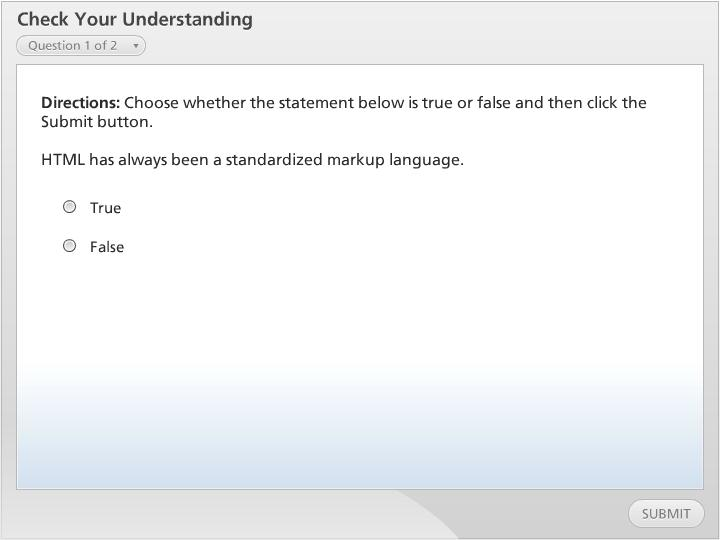 Check Your Understanding
Question 1 of 2
Directions: Choose whether the statement below is true or false and then click the
Submit button.
HTML has always been a standardized markup language.
True
False
SUBMIT